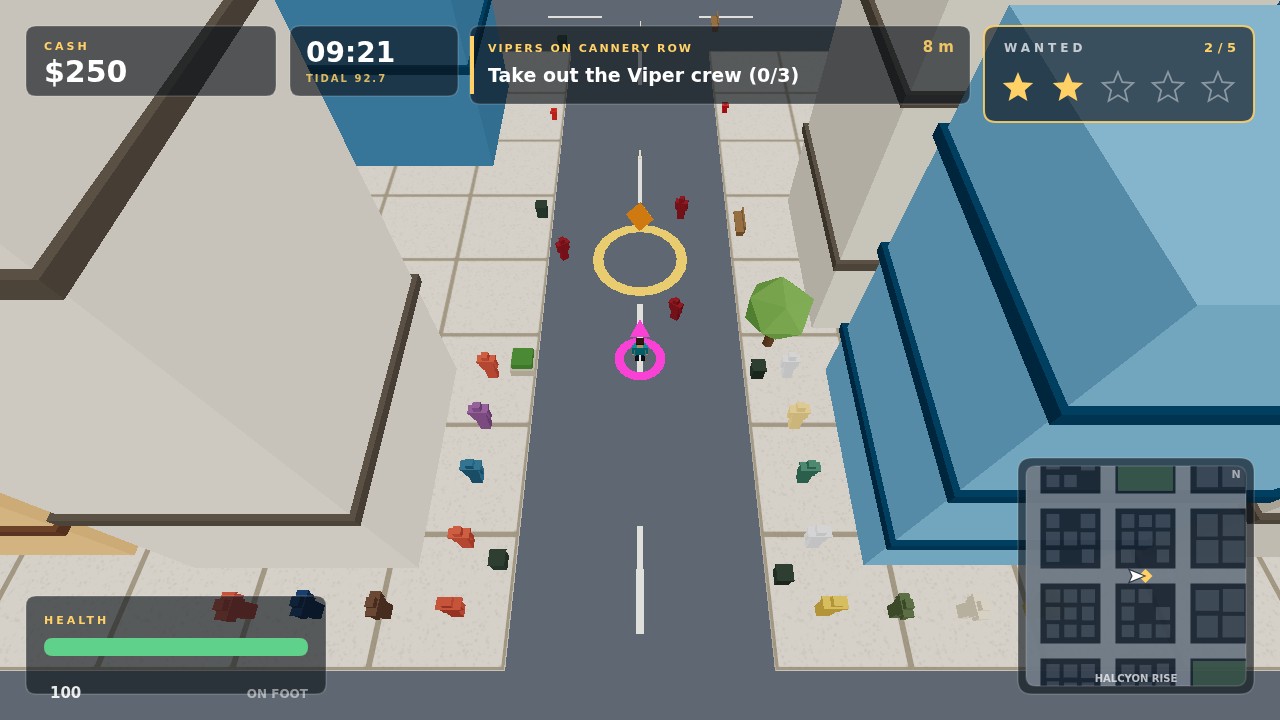 CASH
$250
09:21
TIDAL 92.7
VIPERS ON CANNERY ROW
8 m
Take out the Viper crew (0/3)
WANTED
2 / 5
N
HALCYON RISE
HEALTH
100
ON FOOT